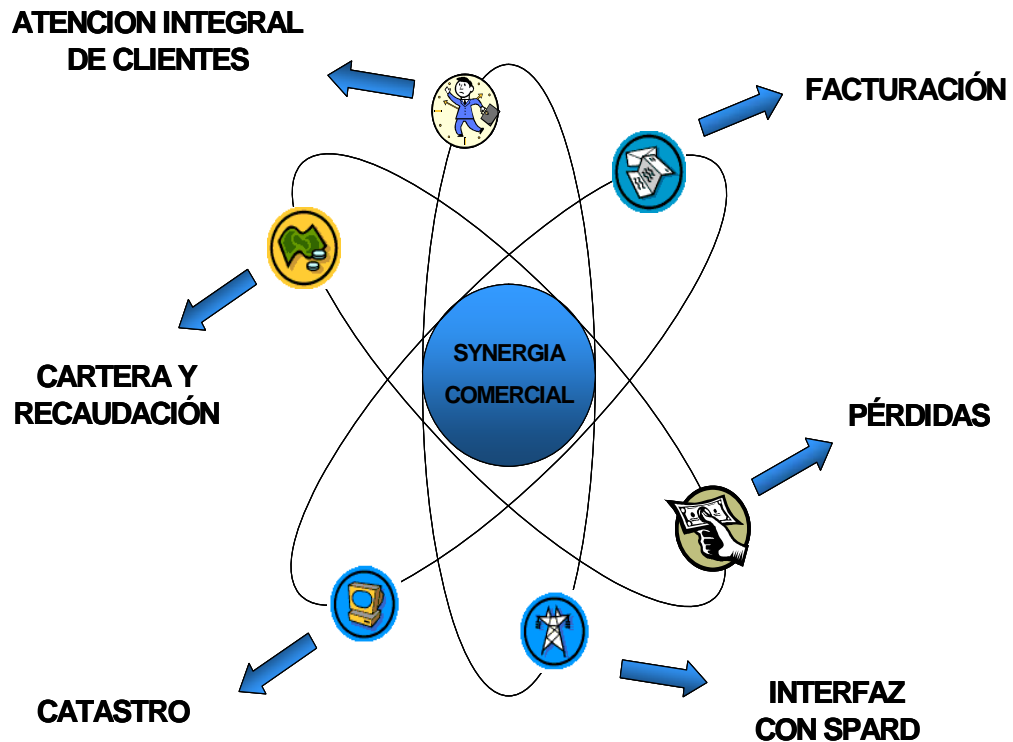 ATENCION INTEGRAL
DE CLIENTES
FACTURACIÓN
CARTERA Y
RECAUDACIÓN
SYNERGIA
COMERCIAL
PÉRDIDAS
CATASTRO
INTERFAZ
CON SPARD